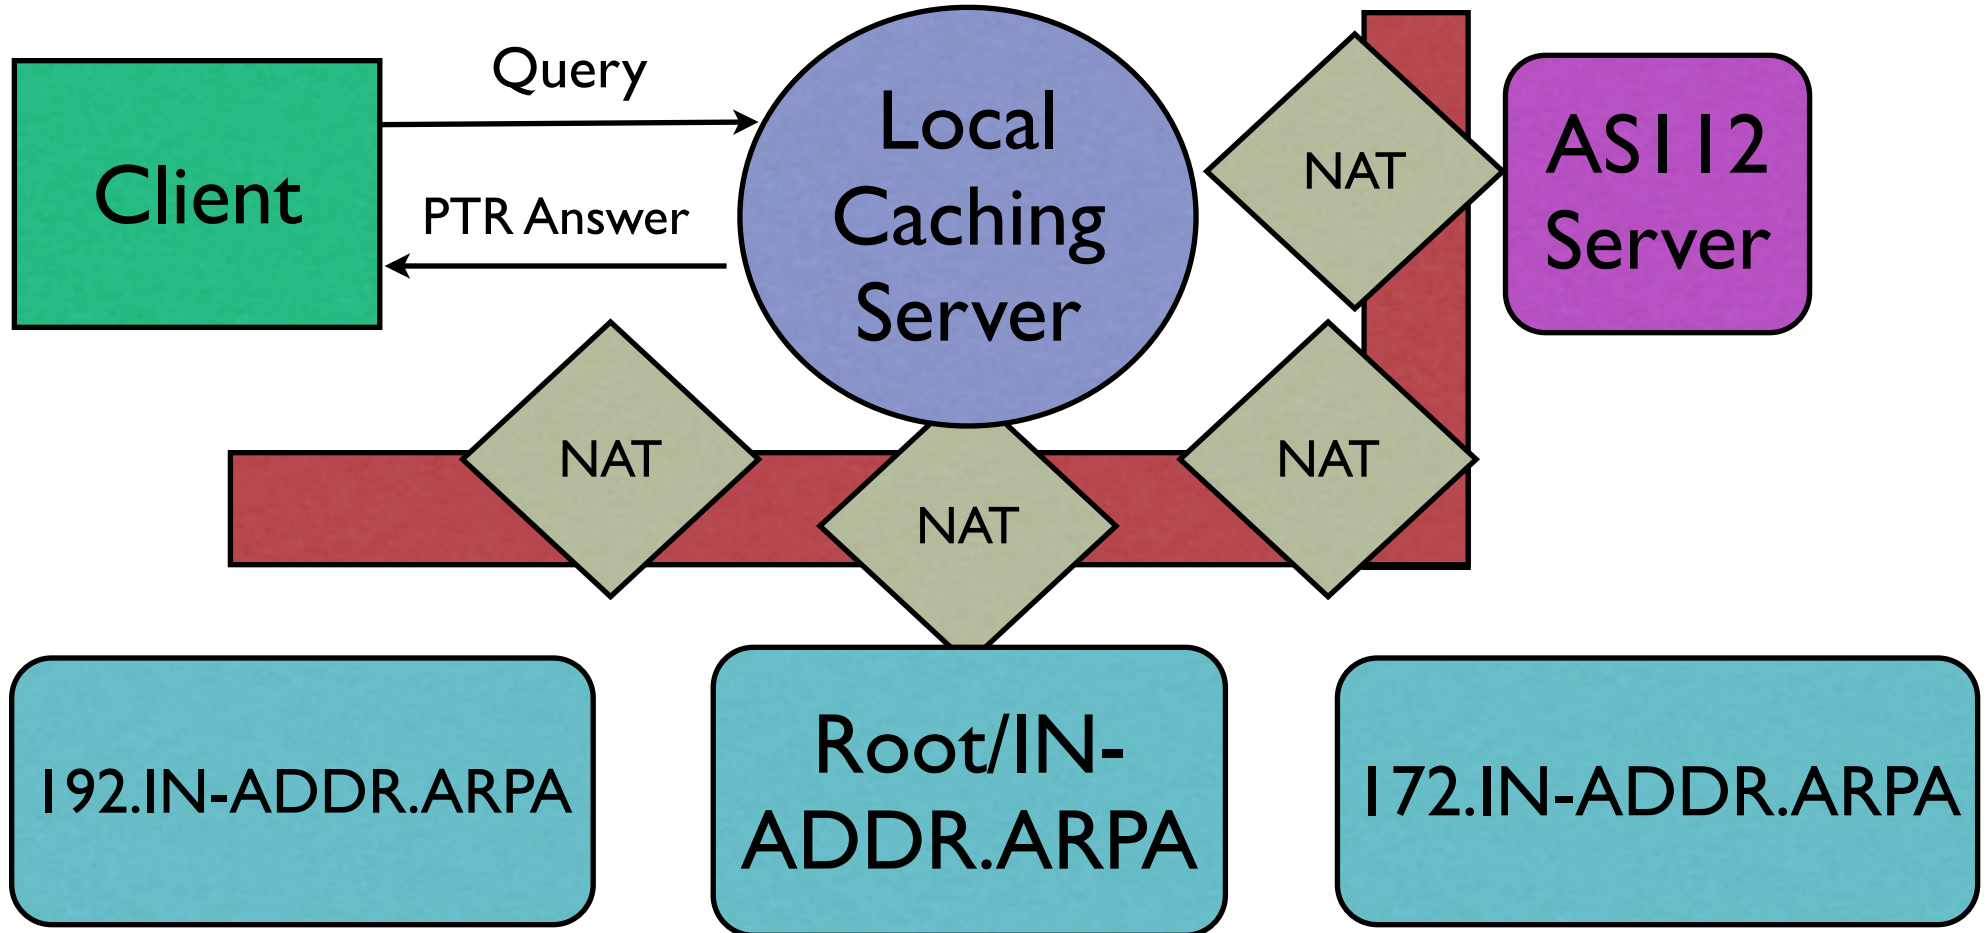 Query
Client
PTR Answer
Local
Caching
Server
NAT
AS112
Server
NAT
NAT
NAT
192.IN-ADDR.ARPA
Root/IN-
ADDR.ARPA
172.IN-ADDR.ARPA